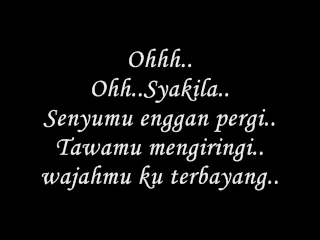 Ohhh..
Ohh..Syakila..
Senyumu enggan pergi..
Tawamu mengiringi..
wajahmu ku terbayang..